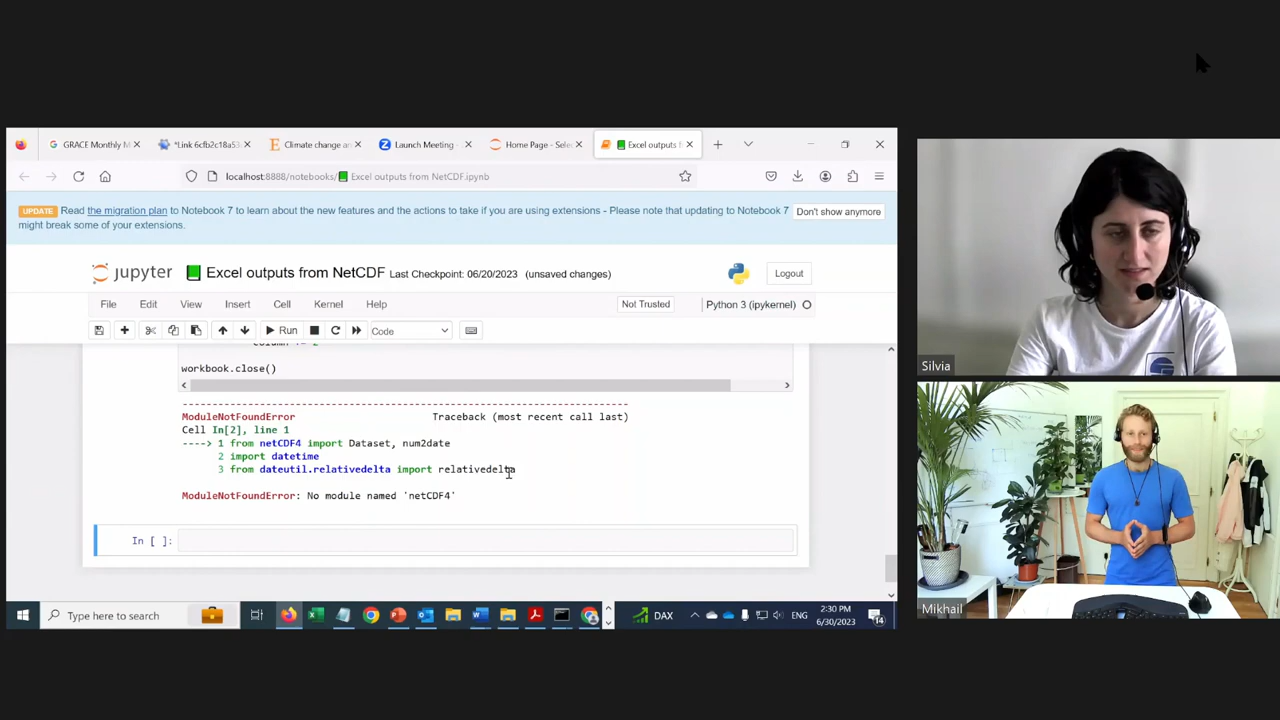 GRACE Monthly M
*Link 6cfb2c18a53
Climate change a
Launch Meeting -
Home Page - Selec
Excel outputs f
localhost:8888/notebooks/ Excel outputs from NetCDF.ipynb
UPDATE Read the migration plan to Notebook 7 to learn about the new features and the actions to take if you are using extensions - Please note that updating to Notebook 7
might break some of your extensions.
Don't show anymore
jupyter Excel outputs from NetCDF Last Checkpoint: 06/20/2023 (unsaved changes)
Logout
File Edit View Insert Cell Kernel Help
Not Trusted Python 3 (ipykernel)
Run Code
workbook.close()
---------------------------------------------------------------------------
ModuleNotFoundError Traceback (most recent call last)
Cell In[2], line 1
----> 1 from netCDF4 import Dataset, num2date
2 import datetime
3 from dateutil.relativedelta import relativedelta
ModuleNotFoundError: No module named 'netCDF4'
In [ ]:
Type here to search
DAX
ENG
2:30 PM
6/30/2023
14
Silvia
Mikhail